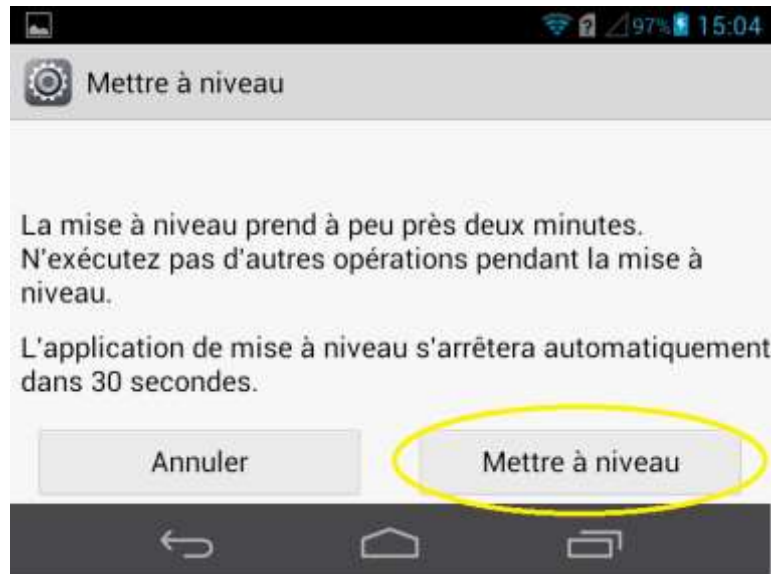 97% 15:04
Mettre à niveau
La mise à niveau prend à peu près deux minutes.
N'exécutez pas d'autres opérations pendant la mise à
niveau.
L'application de mise à niveau s'arrêtera automatiquement
dans 30 secondes.
Annuler Mettre à niveau